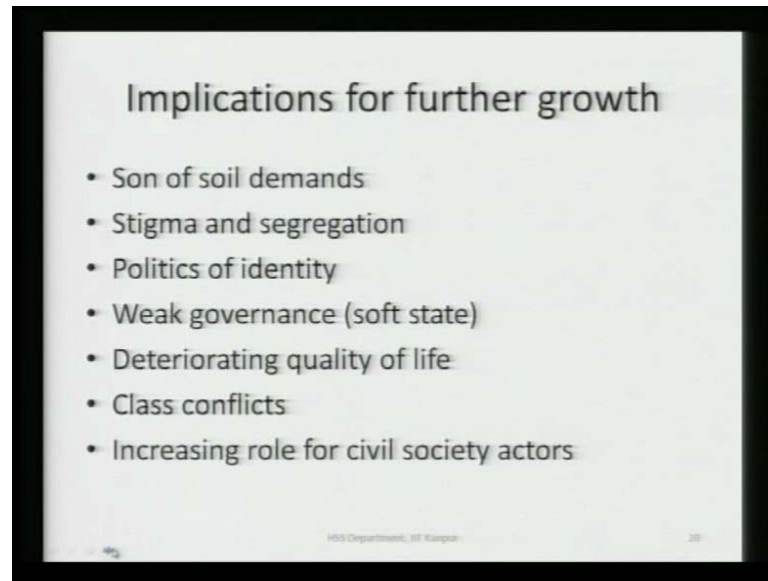 Implications for further growth
• Son of soil demands
• Stigma and segregation
• Politics of identity
• Weak governance (soft state)
• Deteriorating quality of life
• Class conflicts
• Increasing role for civil society actors
HSS Department, IIT Kanpur
20